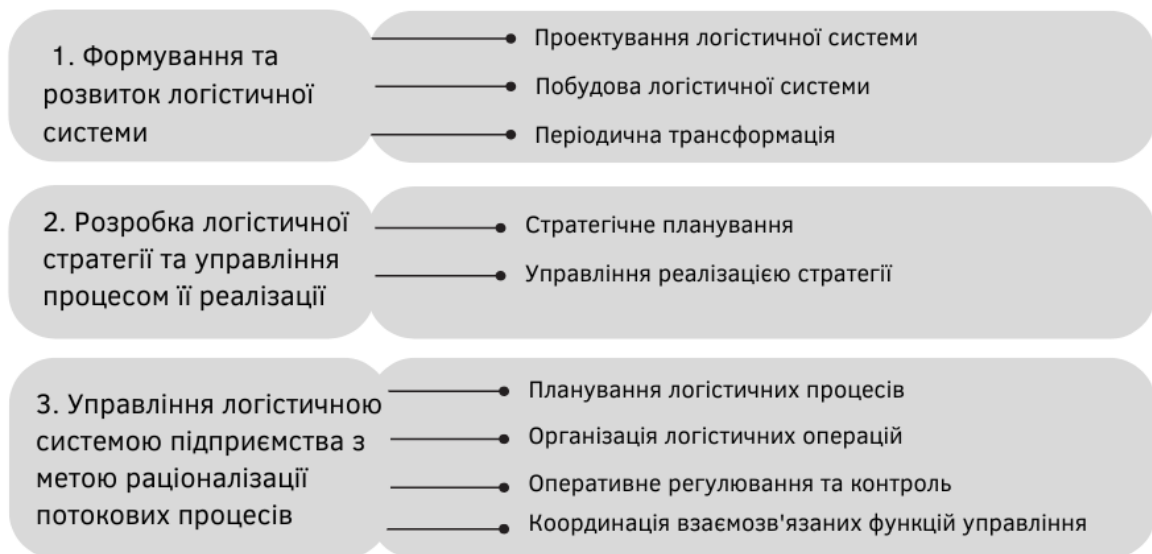 1. Формування та
розвиток логістичної
системи
Проектування логістичної системи
Побудова логістичної системи
Періодична трансформація
2. Розробка логістичної
стратегії та управління
процесом її реалізації
Стратегічне планування
Управління реалізацією стратегії
3. Управління логістичною
системою підприємства з
метою раціоналізації
потокових процесів
Планування логістичних процесів
Організація логістичних операцій
Оперативне регулювання та контроль
Координація взаємозв'язаних функцій управління